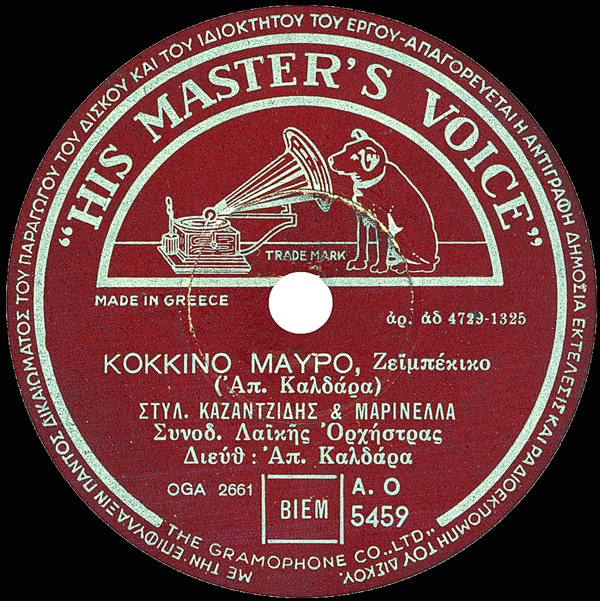 ΜΕ ΤΗΝ ΕΠΙΦΥΛΑΞΙΝ ΠΑΝΤΟΣ ΔΙΚΑΙΩΜΑΤΟΣ ΤΟΥ ΠΑΡΑΓΩΓΟΥ ΤΟΥ ΔΙΣΚΟΥ ΚΑΙ ΤΟΥ ΙΔΙΟΚΤΗΤΟΥ ΤΟΥ ΕΡΓΟΥ-ΑΠΑΓΟΡΕΥΕΤΑΙ Η ΑΝΤΙΓΡΑΦΗ ΔΗΜΟΣΙΑ ΕΚΤΕΛΕΣΙΣ ΚΑΙ ΡΑΔΙΟΕΚΠΟΜΠΗ ΤΟΥ ΔΙΣΚΟΥ.
"HIS MASTER'S VOICE"
TRADE MARK
MADE IN GREECE
ἀρ. ἀδ 4729-1325
ΚΟΚΚΙΝΟ ΜΑΥΡΟ, Ζεϊμπέκικο
(Ἀπ. Καλδάρα)
ΣΤΥΛ. ΚΑΖΑΝΤΖΙΔΗΣ & ΜΑΡΙΝΕΛΛΑ
Συνοδ. Λαϊκῆς Ὀρχήστρας
Διεύθ: Ἀπ. Καλδάρα
OGA 2661
BIEM
A. O
5459
THE GRAMOPHONE CO., LTD."